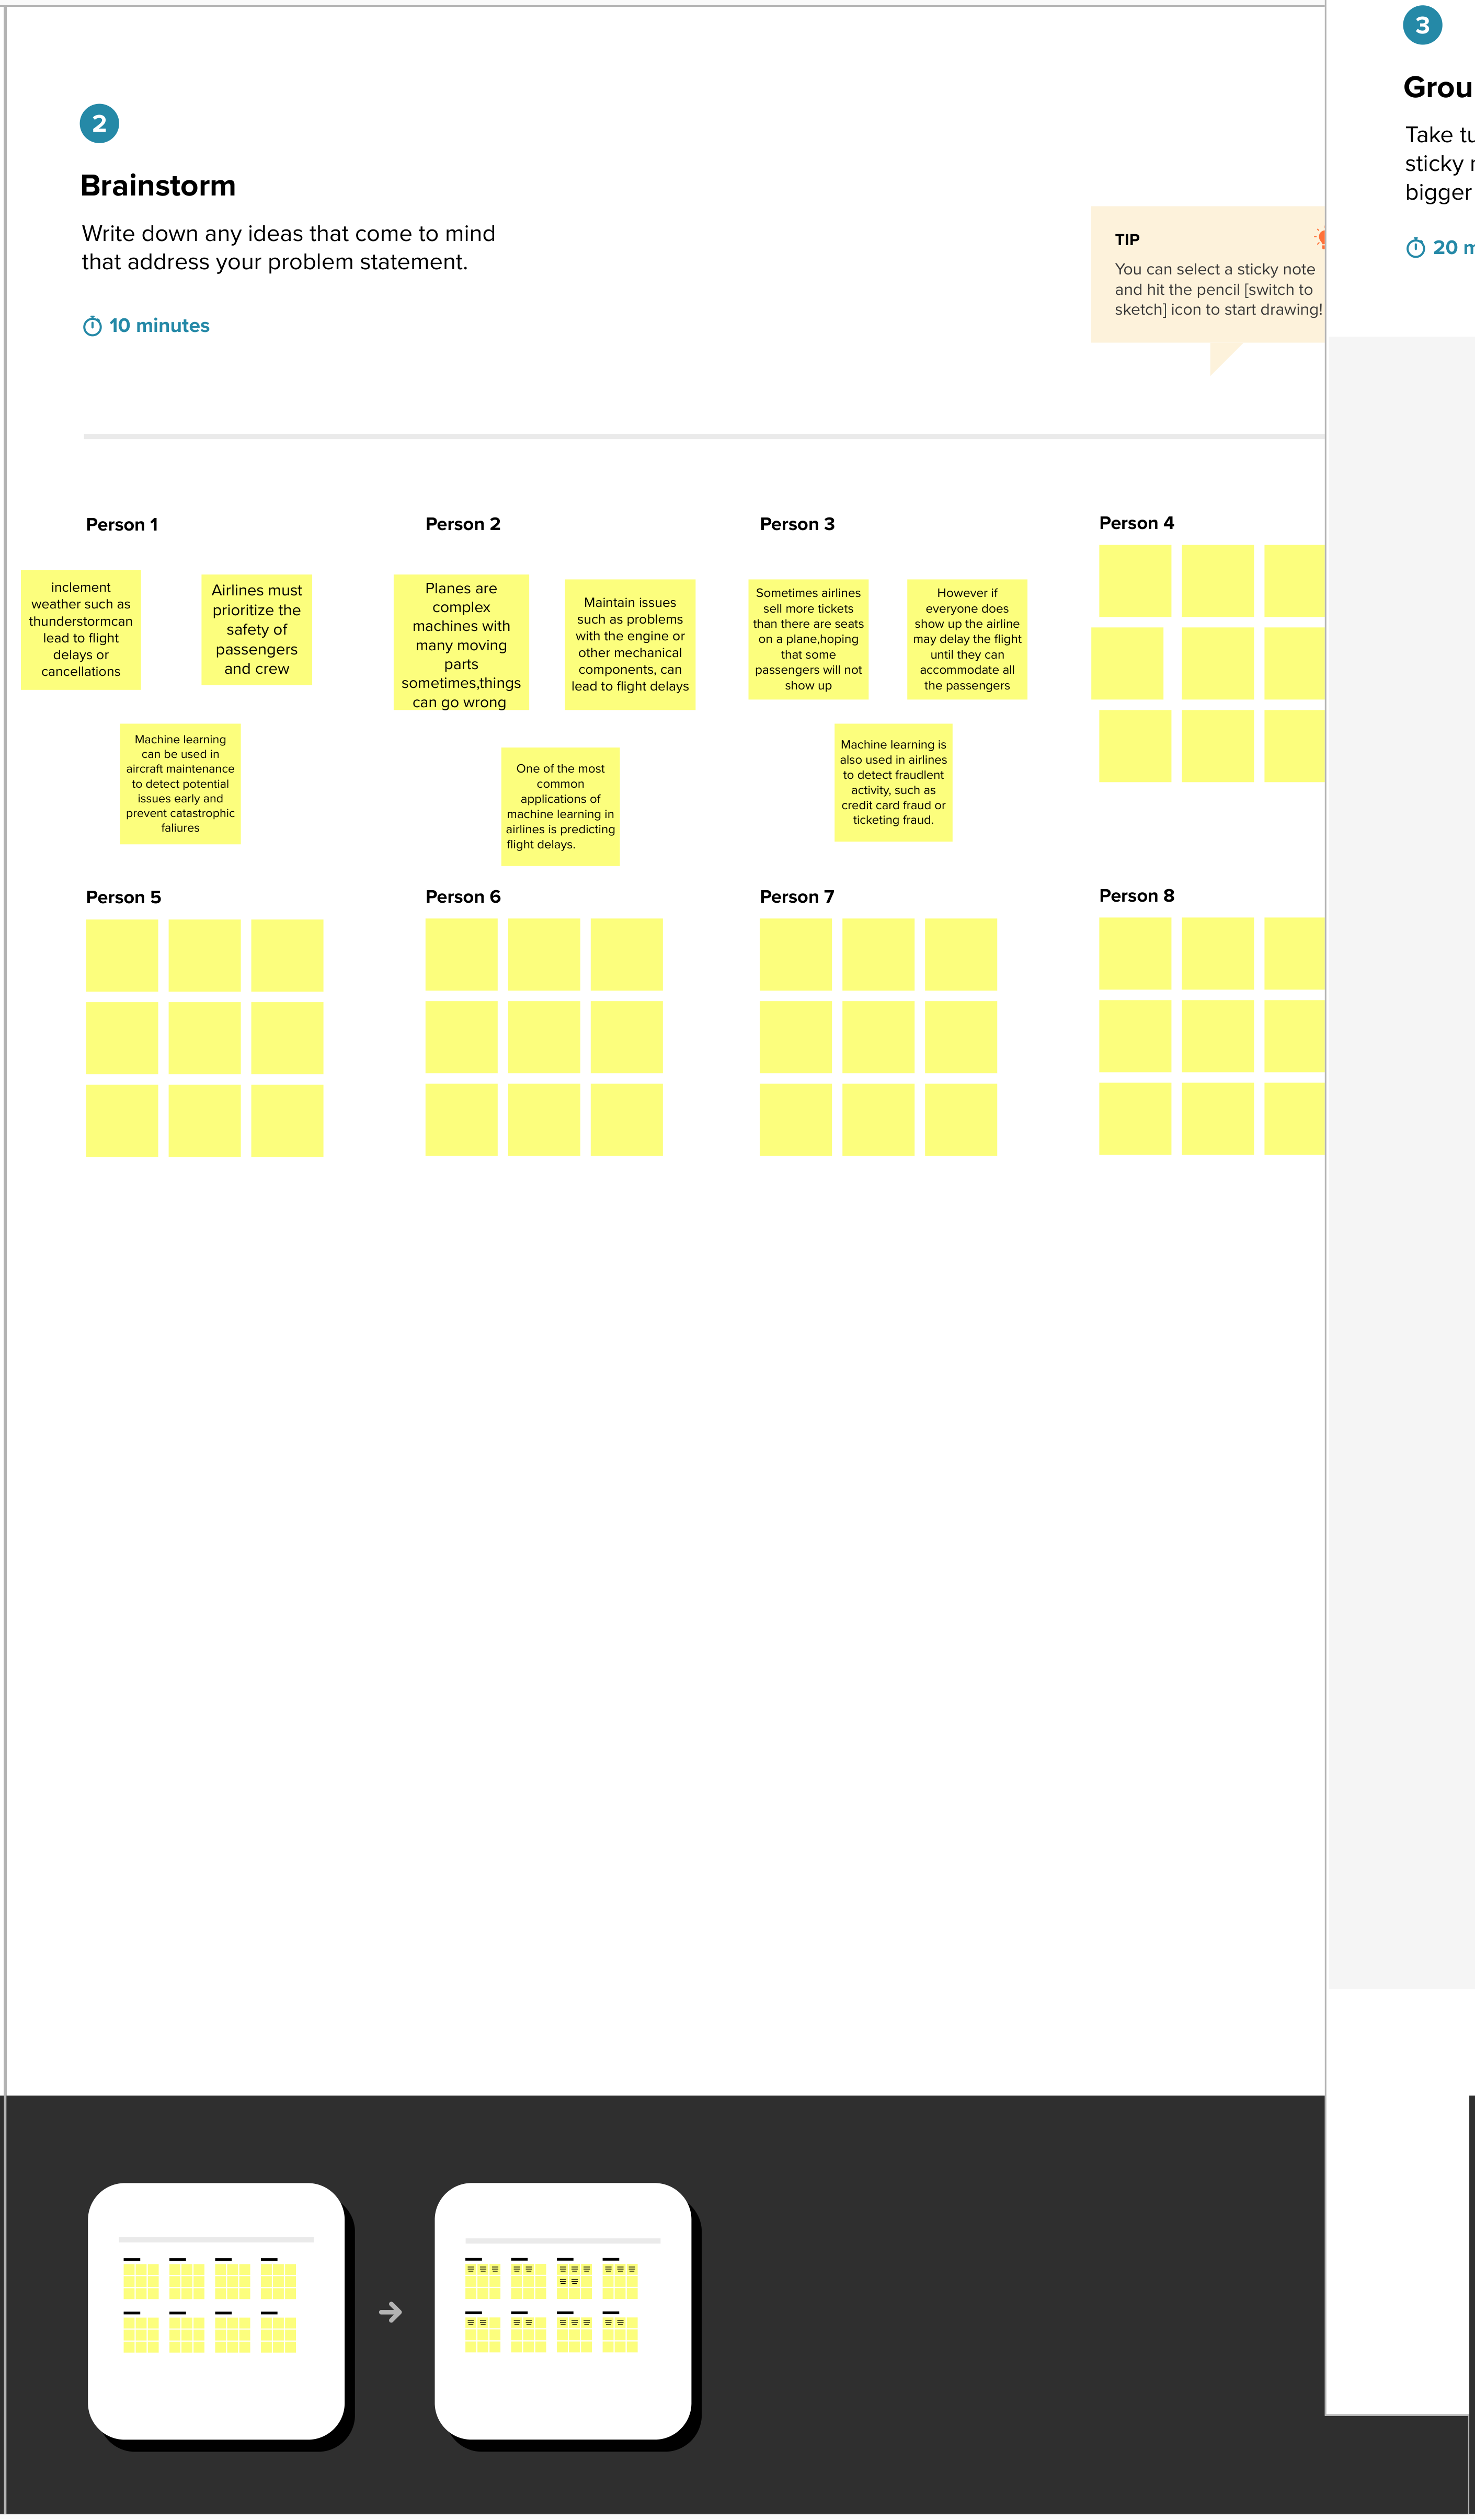 2
Brainstorm
Write down any ideas that come to mind
that address your problem statement.
10 minutes
TIP
You can select a sticky note
and hit the pencil [switch to
sketch] icon to start drawing!
Person 1
inclement
weather such as
thunderstormcan
lead to flight
delays or
cancellations
Airlines must
prioritize the
safety of
passengers
and crew
Machine learning
can be used in
aircraft maintenance
to detect potential
issues early and
prevent catastrophic
faliures
Person 2
Planes are
complex
machines with
many moving
parts
sometimes,things
can go wrong
Maintain issues
such as problems
with the engine or
other mechanical
components, can
lead to flight delays
One of the most
common
applications of
machine learning in
airlines is predicting
flight delays.
Person 3
Sometimes airlines
sell more tickets
than there are seats
on a plane,hoping
that some
passengers will not
show up
However if
everyone does
show up the airline
may delay the flight
until they can
accommodate all
the passengers
Machine learning is
also used in airlines
to detect fraudlent
activity, such as
credit card fraud or
ticketing fraud.
Person 4
Person 5
Person 6
Person 7
Person 8
3
Grou
Take tu
sticky
bigger
20 m